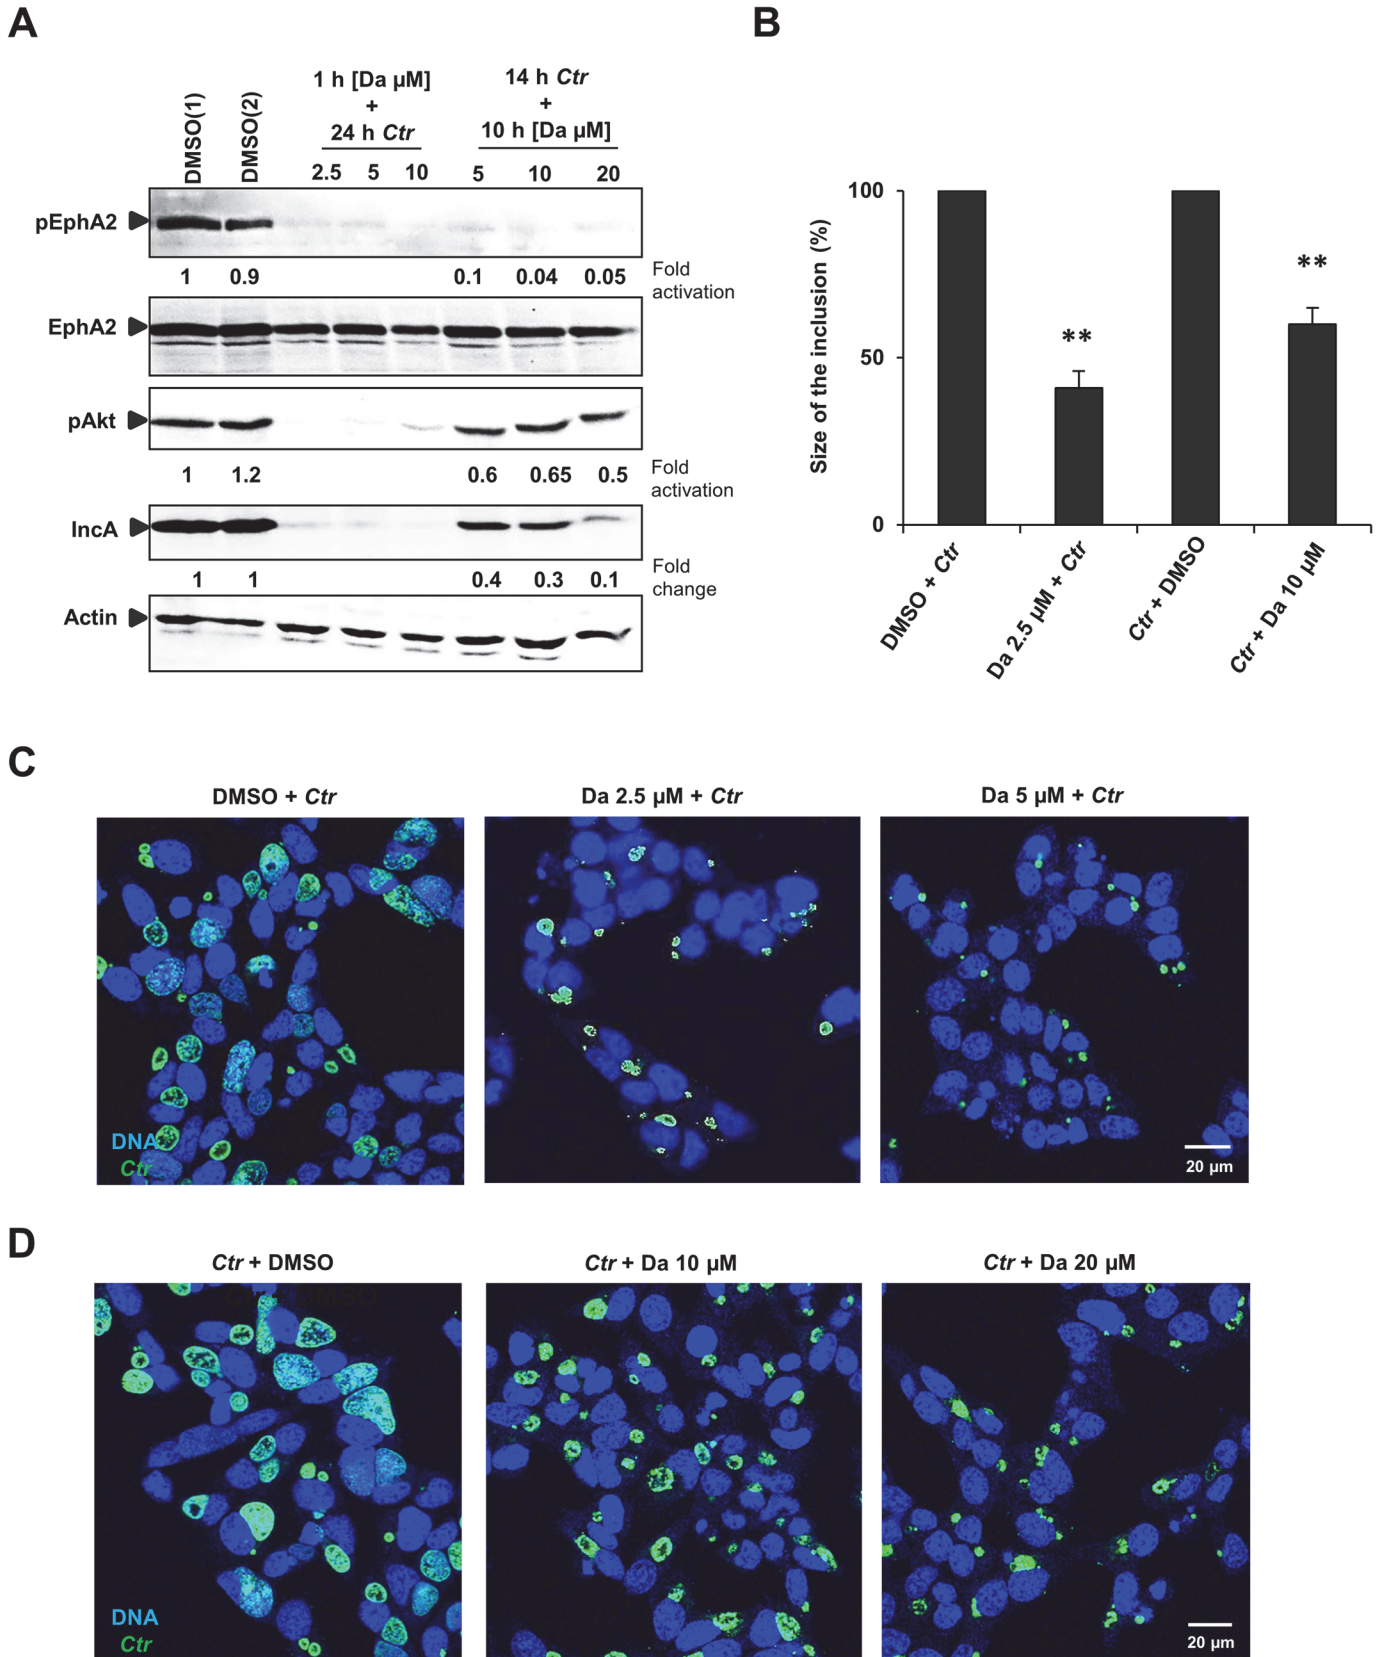 A
DMSO(1)
DMSO(2)
1 h [Da µM]
+
24 h Ctr
14 h Ctr
+
10 h [Da µM]
2.5 5 10 5 10 20
pEphA2
1 0.9 0.1 0.04 0.05 Fold
activation
EphA2
pAkt
1 1.2 0.6 0.65 0.5 Fold
activation
IncA
1 1 0.4 0.3 0.1 Fold
change
Actin
B
Size of the inclusion (%)
100
50
0
**
**
DMSO + Ctr
Da 2.5 µM + Ctr
Ctr + DMSO
Ctr + Da 10 µM
C
DMSO + Ctr
Da 2.5 µM + Ctr
Da 5 µM + Ctr
DNA
Ctr
20 µm
D
Ctr + DMSO
Ctr + Da 10 µM
Ctr + Da 20 µM
DNA
Ctr
20 µm